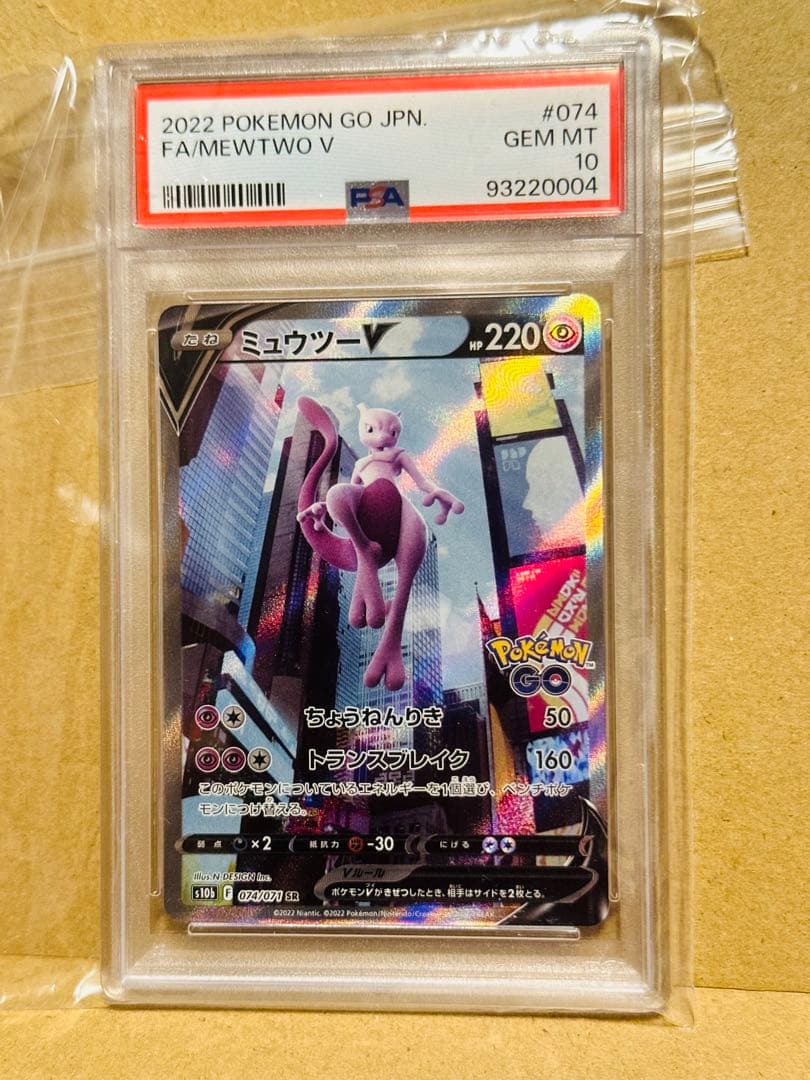 2022 POKEMON GO JPN. #074
FA/MEWTWO V GEM MT
10
PSA 93220004
たね ミュウツーV HP 220
Pokémon GO
ちょうねんりき 50
トランスブレイク 160
このポケモンについているエネルギーを1個選び、ベンチポケ
モンにつけ替える。
弱点 ×2 抵抗力 -30 にげる
Vルール
ポケモンVがきぜつしたとき、相手はサイドを2枚とる。
Illus.N-DESIGN Inc.
s10b F 074/071 SR
©2022 Niantic. ©2022 Pokémon/Nintendo/